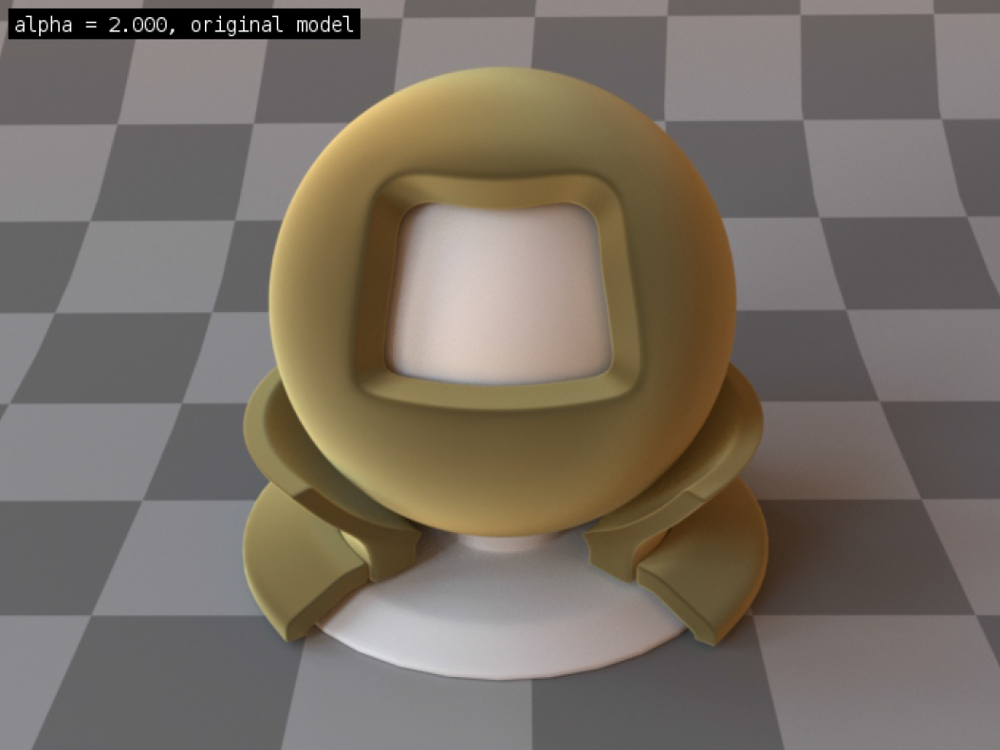 alpha = 2.000, original model